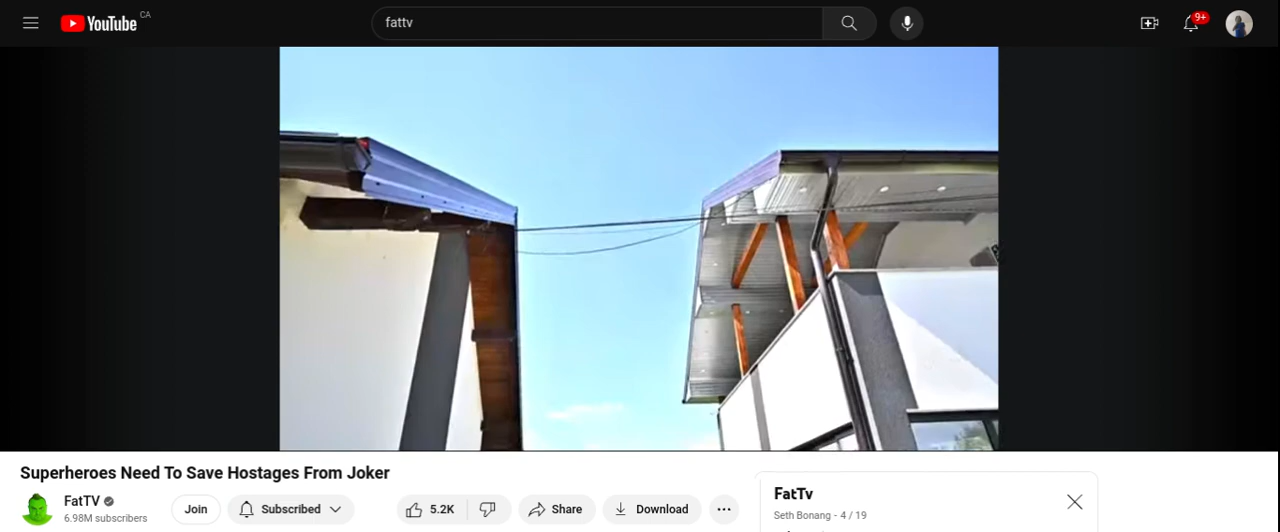 YouTube CA
fattv
9+
Superheroes Need To Save Hostages From Joker
FatTV
6.98M subscribers
Join
Subscribed
5.2K
Share
Download
FatTv
Seth Bonang - 4 / 19